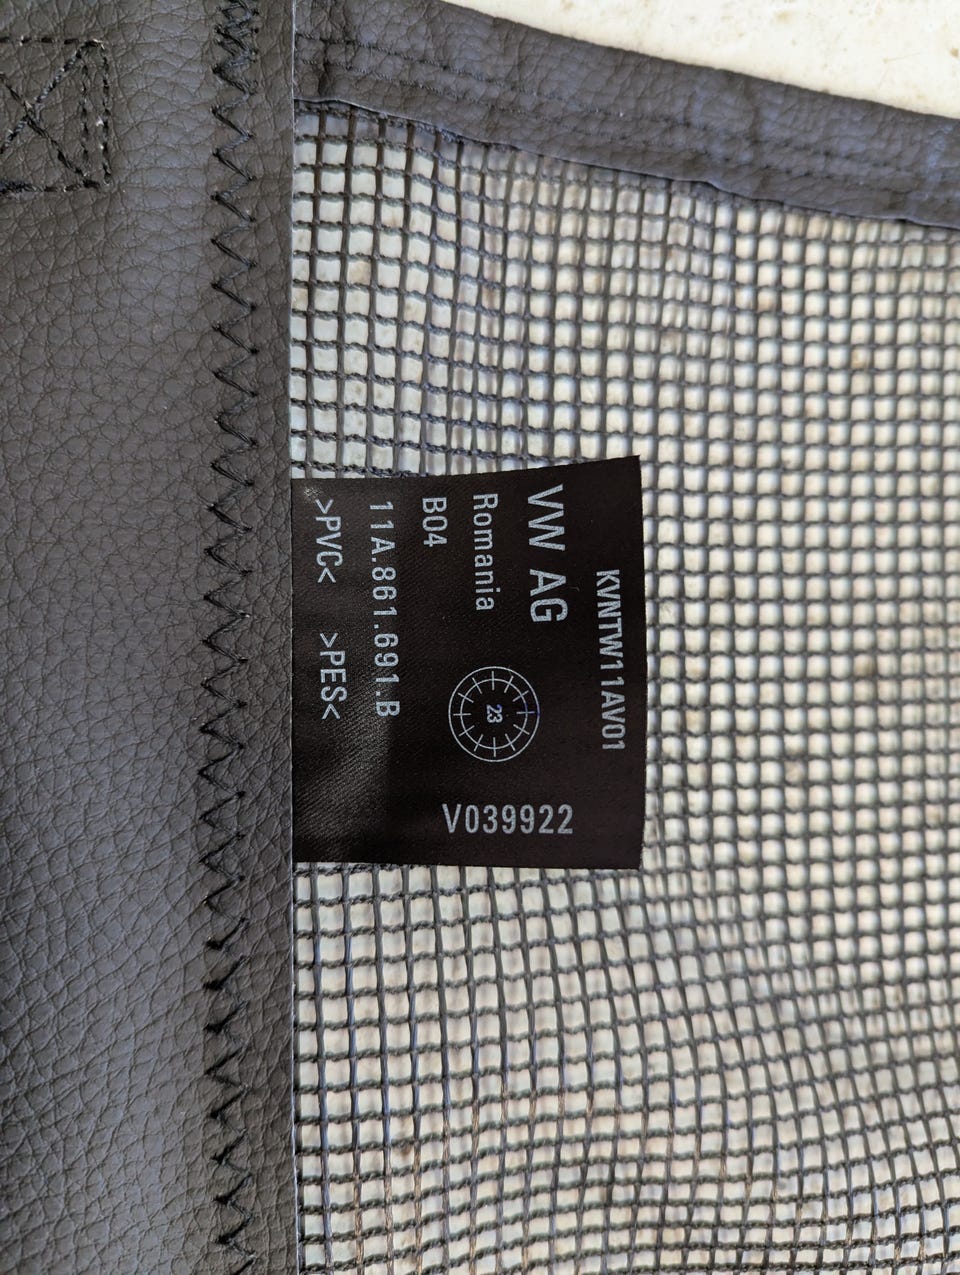 KVNTW11AV01
VW AG
Romania
B04
11A.861.691.B
>PVC< >PES<
23
V039922